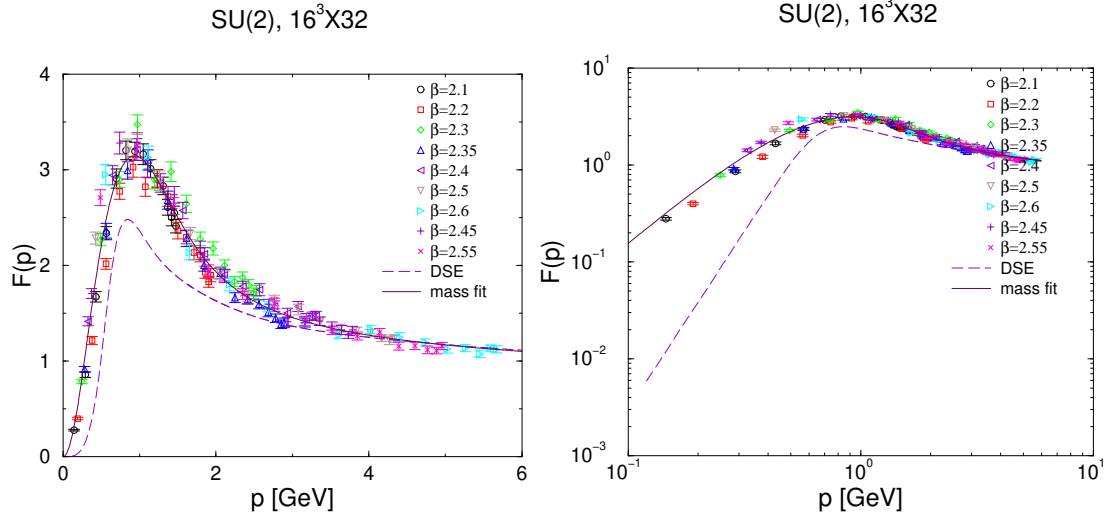 SU(2), 16³X32
F(p)
4
3
2
1
0
0 2 4 6
p [GeV]
β=2.1
β=2.2
β=2.3
β=2.35
β=2.4
β=2.5
β=2.6
β=2.45
β=2.55
DSE
mass fit
SU(2), 16³X32
F(p)
10¹
10⁰
10⁻¹
10⁻²
10⁻³
10⁻¹ 10⁰ 10¹
p [GeV]
β=2.1
β=2.2
β=2.3
β=2.35
β=2.4
β=2.5
β=2.6
β=2.45
β=2.55
DSE
mass fit